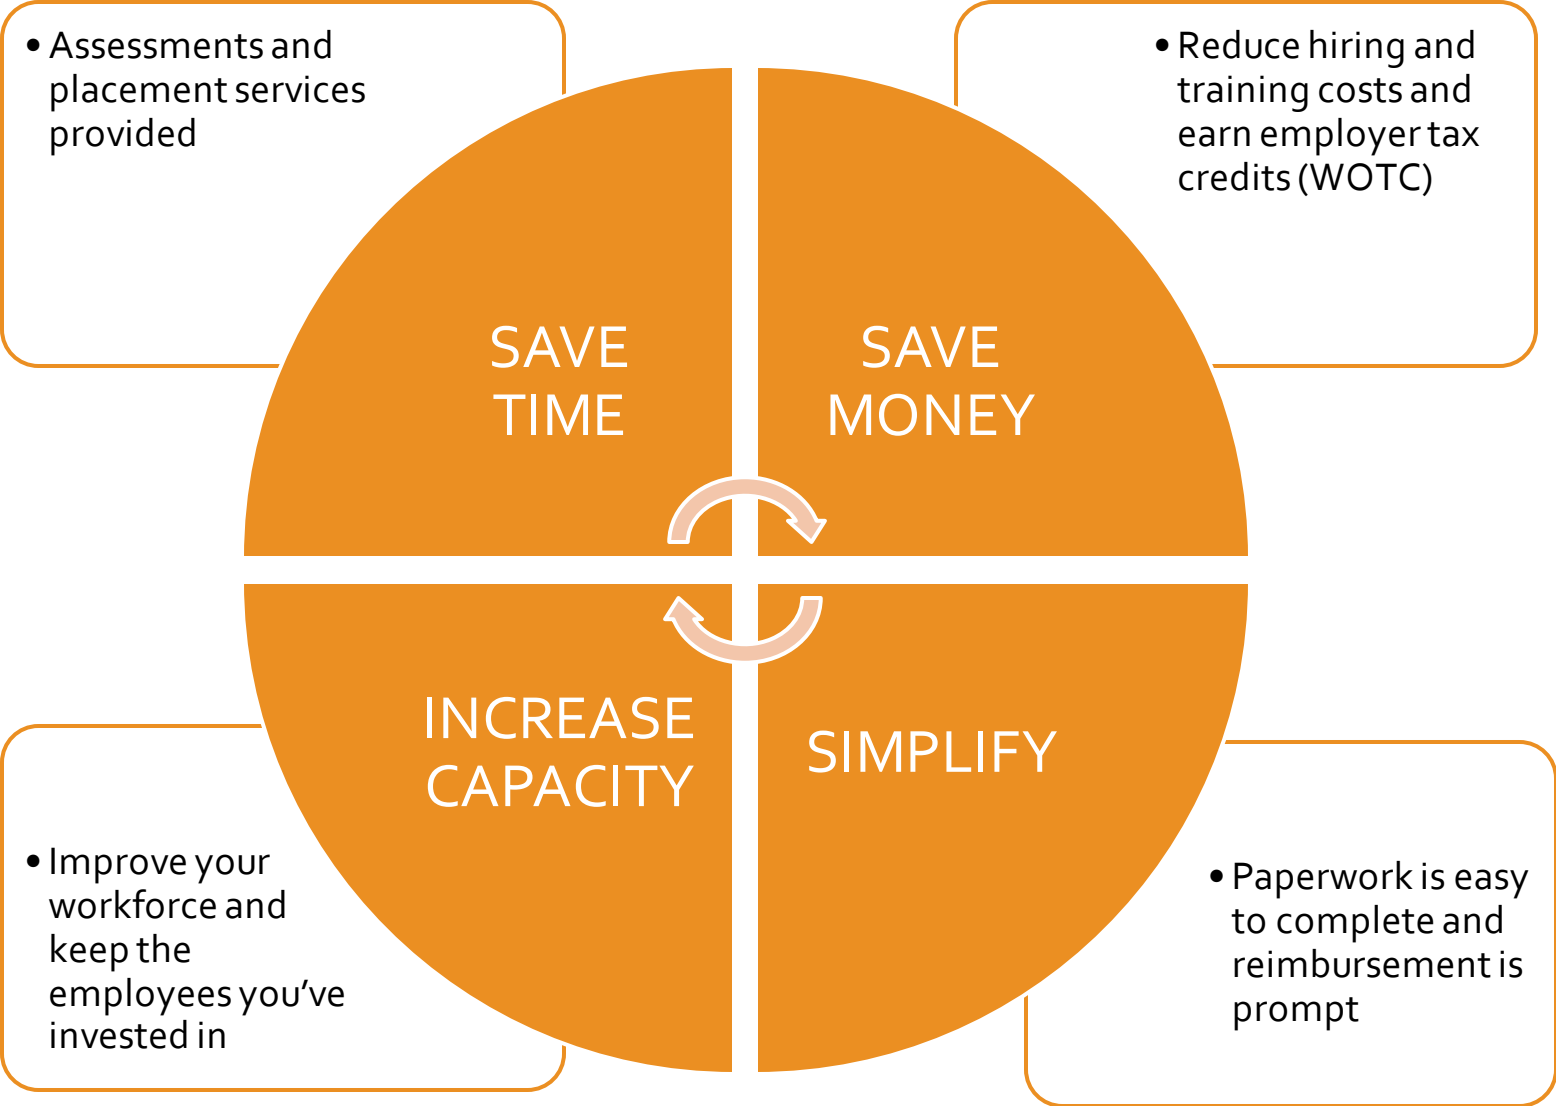 • Assessments and
placement services
provided
• Reduce hiring and
training costs and
earn employer tax
credits (WOTC)
SAVE
TIME
SAVE
MONEY
INCREASE
CAPACITY
SIMPLIFY
• Improve your
workforce and
keep the
employees you’ve
invested in
• Paperwork is easy
to complete and
reimbursement is
prompt